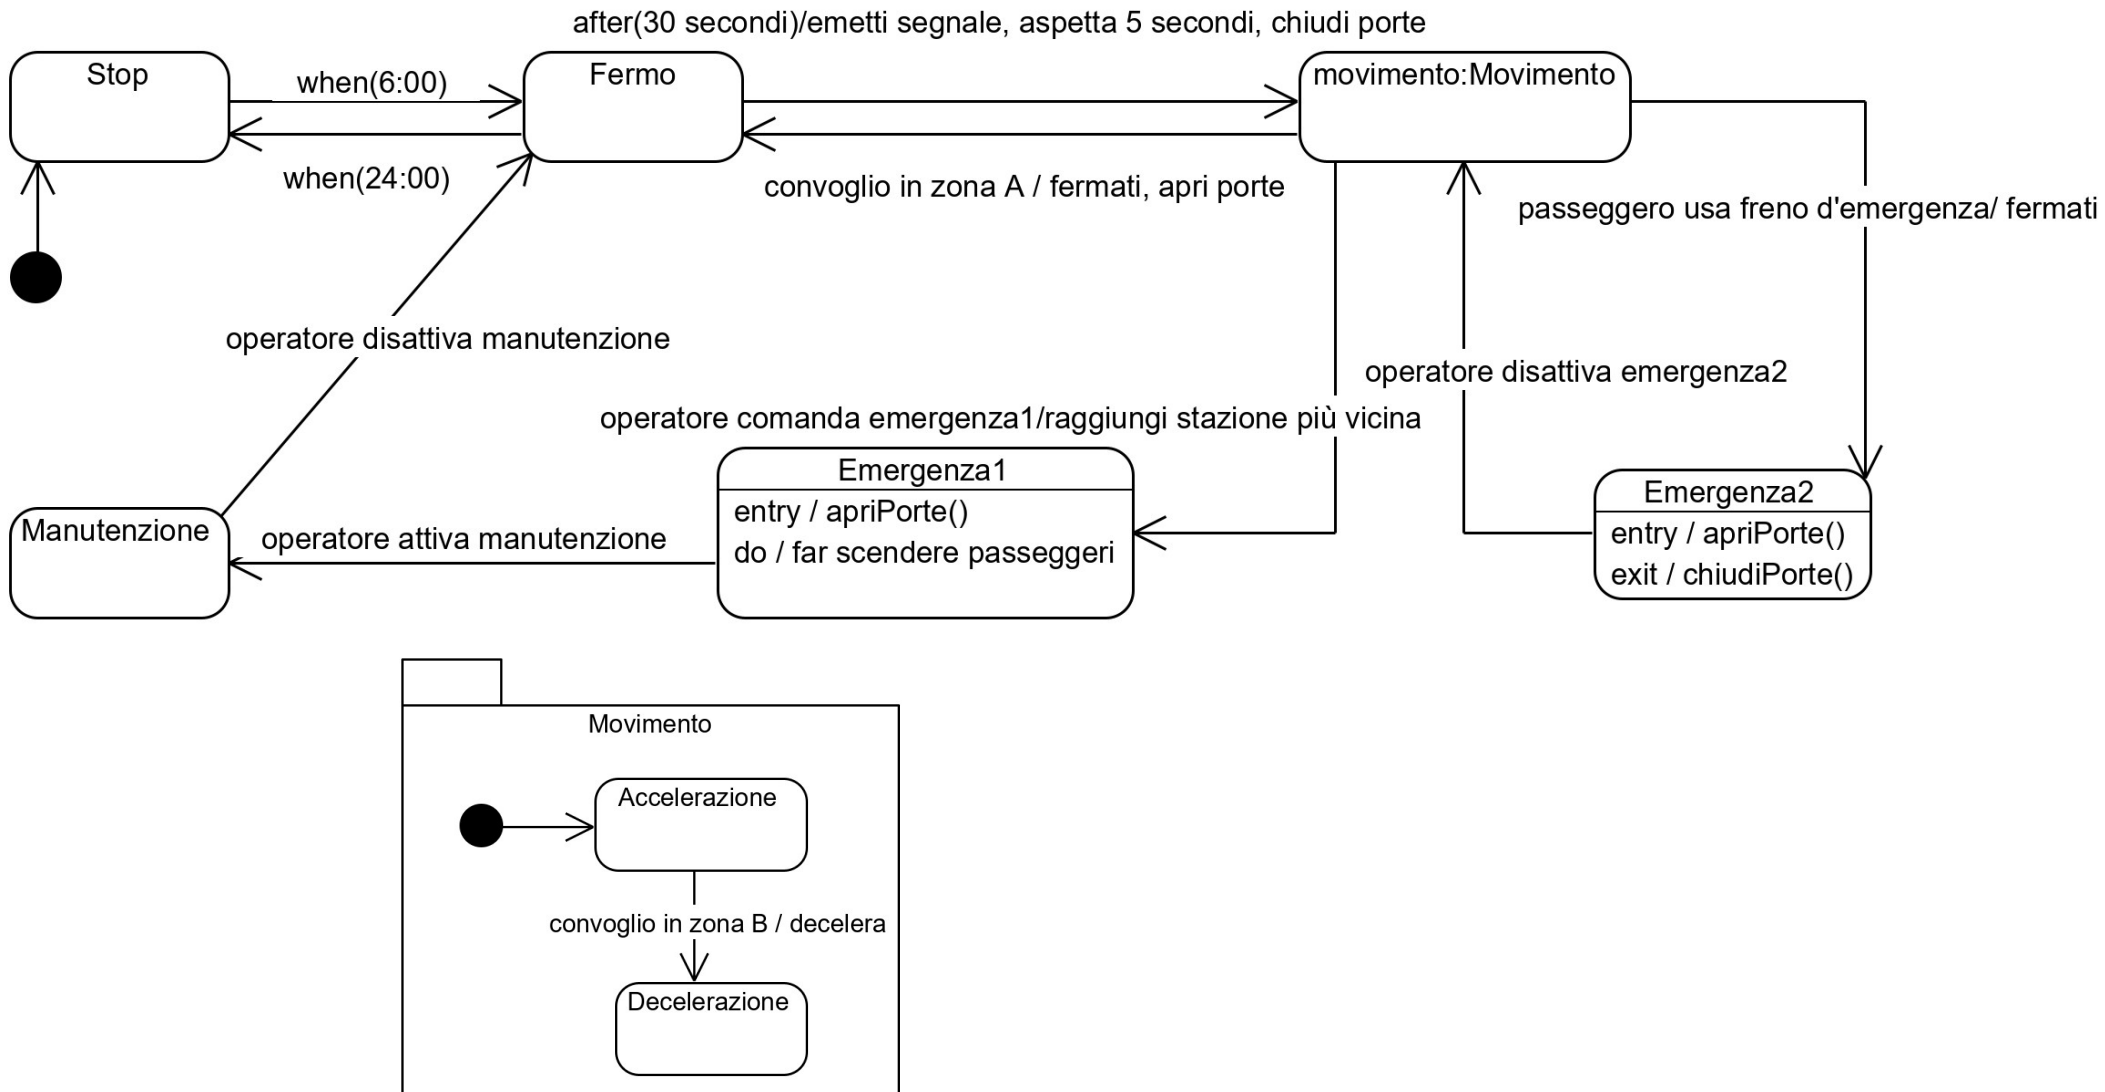 after(30 secondi)/emetti segnale, aspetta 5 secondi, chiudi porte
Stop
when(6:00)
Fermo
movimento:Movimento
when(24:00)
convoglio in zona A / fermati, apri porte
passeggero usa freno d'emergenza/ fermati
operatore disattiva manutenzione
operatore disattiva emergenza2
operatore comanda emergenza1/raggiungi stazione più vicina
Emergenza1
entry / apriPorte()
do / far scendere passeggeri
Emergenza2
entry / apriPorte()
exit / chiudiPorte()
Manutenzione
operatore attiva manutenzione
Movimento
Accelerazione
convoglio in zona B / decelera
Decelerazione